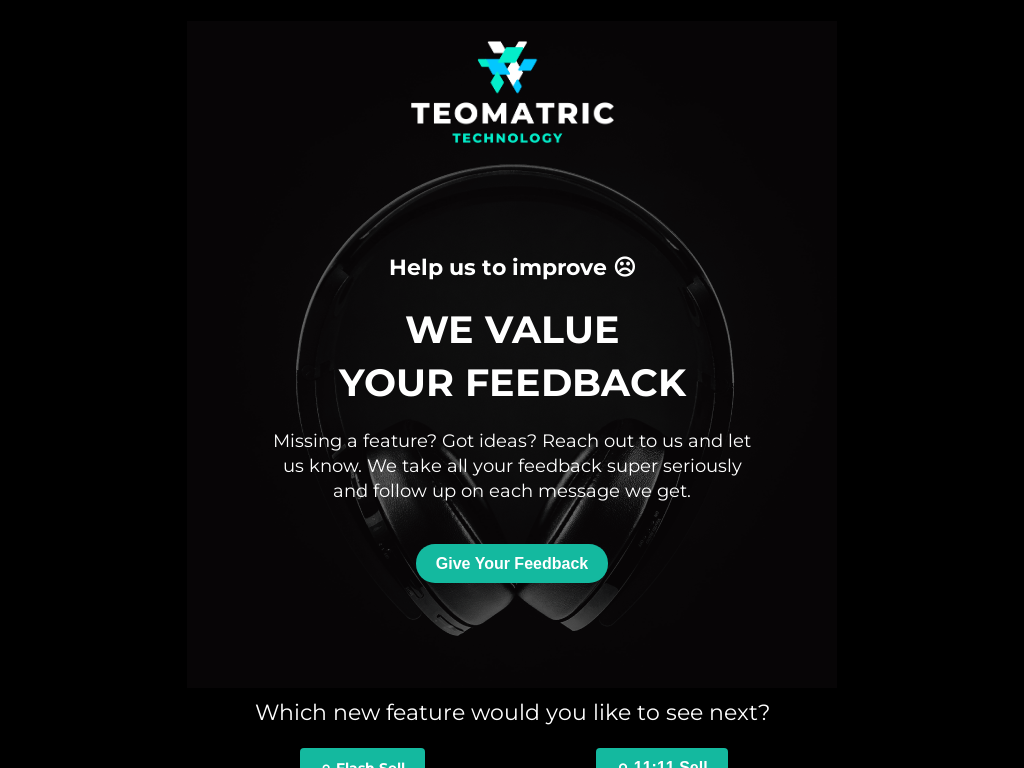 TEOMATRIC
TECHNOLOGY
Help us to improve ☹
WE VALUE
YOUR FEEDBACK
Missing a feature? Got ideas? Reach out to us and let
us know. We take all your feedback super seriously
and follow up on each message we get.
Give Your Feedback
Which new feature would you like to see next?
Flash Sell
11:11 Sell